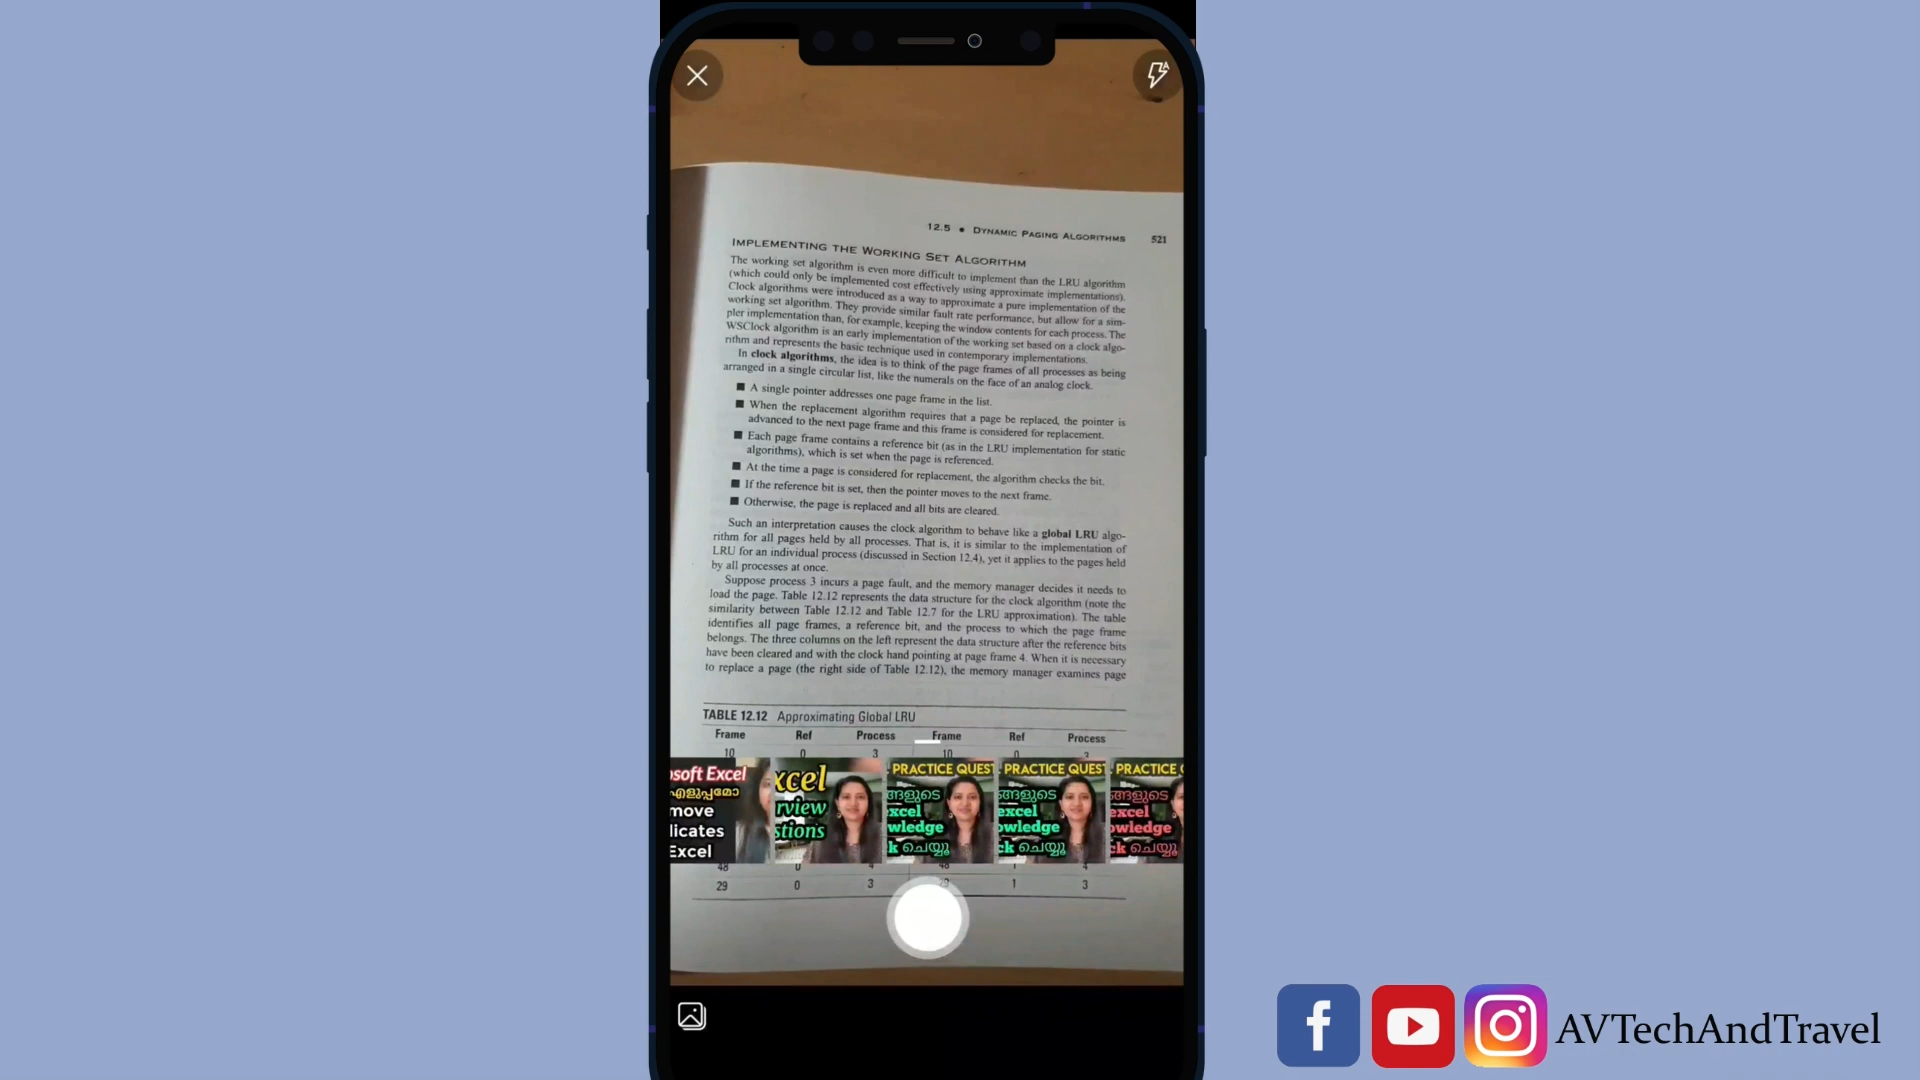 12.5 • DYNAMIC PAGING ALGORITHMS 521
IMPLEMENTING THE WORKING SET ALGORITHM
The working set algorithm is even more difficult to implement than the LRU algorithm
(which could only be implemented cost effectively using approximate implementations).
Clock algorithms were introduced as a way to approximate a pure implementation of the
working set algorithm. They provide similar fault rate performance, but allow for a sim-
pler implementation than, for example, keeping the window contents for each process. The
WSClock algorithm is an early implementation of the working set based on a clock algo-
rithm and represents the basic technique used in contemporary implementations.
In clock algorithms, the idea is to think of the page frames of all processes as being
arranged in a single circular list, like the numerals on the face of an analog clock.
■ A single pointer addresses one page frame in the list.
■ When the replacement algorithm requires that a page be replaced, the pointer is
advanced to the next page frame and this frame is considered for replacement.
■ Each page frame contains a reference bit (as in the LRU implementation for static
algorithms), which is set when the page is referenced.
■ At the time a page is considered for replacement, the algorithm checks the bit.
■ If the reference bit is set, then the pointer moves to the next frame.
■ Otherwise, the page is replaced and all bits are cleared.
Such an interpretation causes the clock algorithm to behave like a global LRU algo-
rithm for all pages held by all processes. That is, it is similar to the implementation of
LRU for an individual process (discussed in Section 12.4), yet it applies to the pages held
by all processes at once.
Suppose process 3 incurs a page fault, and the memory manager decides it needs to
load the page. Table 12.12 represents the data structure for the clock algorithm (note the
similarity between Table 12.12 and Table 12.7 for the LRU approximation). The table
identifies all page frames, a reference bit, and the process to which the page frame
belongs. The three columns on the left represent the data structure after the reference bits
have been cleared and with the clock hand pointing at page frame 4. When it is necessary
to replace a page (the right side of Table 12.12), the memory manager examines page
TABLE 12.12 Approximating Global LRU
Frame Ref Process Frame Ref Process
10 0 3 10 0
soft Excel
എളുപ്പമോ
move
licates
Excel
xcel
rview
stions
PRACTICE QUEST
ങ്ങളുടെ
excel
wledge
k ചെയ്യൂ
PRACTICE QUEST
ങ്ങളുടെ
excel
owledge
ck ചെയ്യൂ
PRACTICE
ങ്ങളുടെ
excel
owledge
ck ചെയ്യൂ
48 0 4 48 1 4
29 0 3 29 1 3
AVTechAndTravel